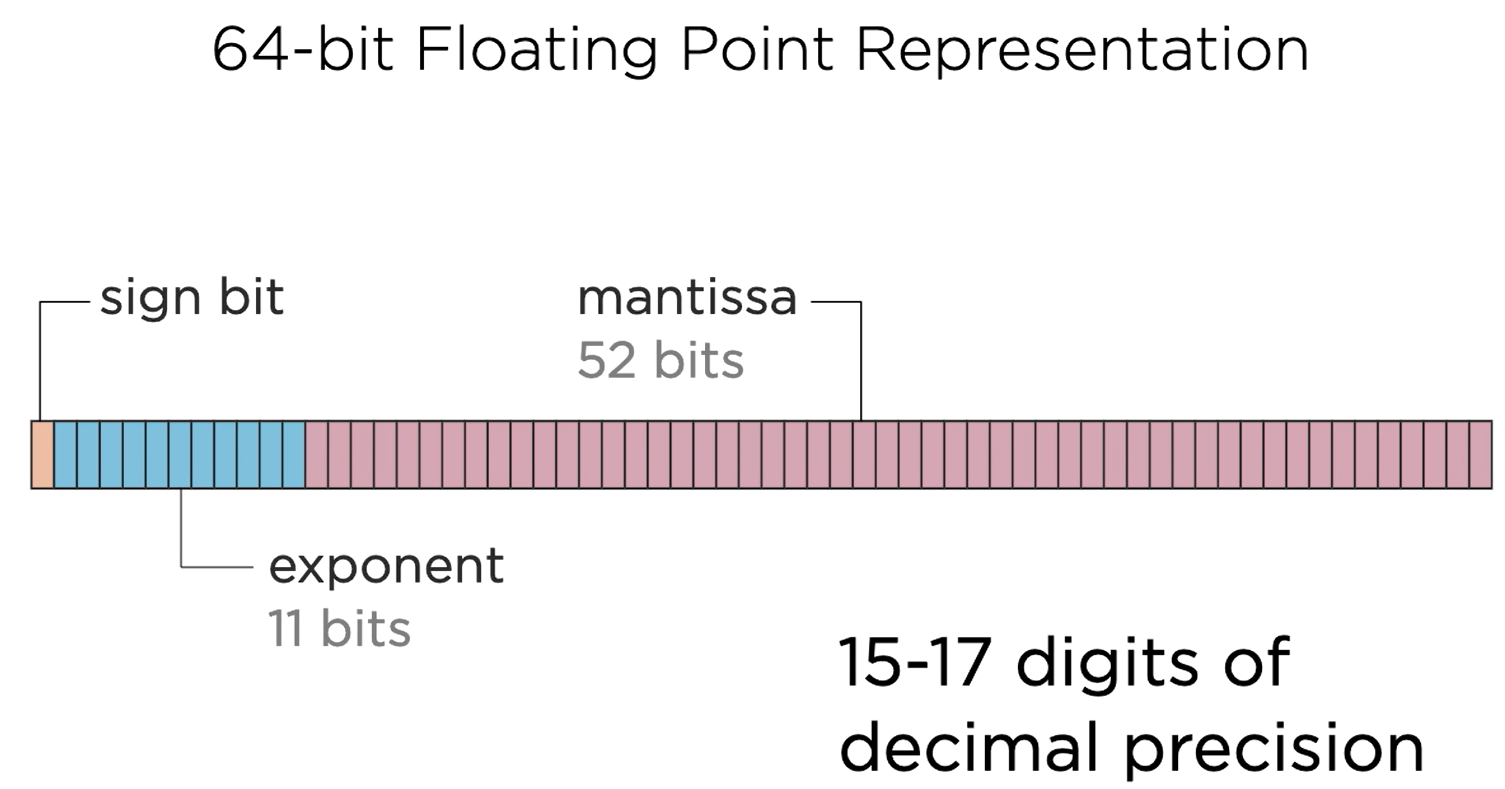 64-bit Floating Point Representation
sign bit
mantissa
52 bits
exponent
11 bits
15-17 digits of
decimal precision